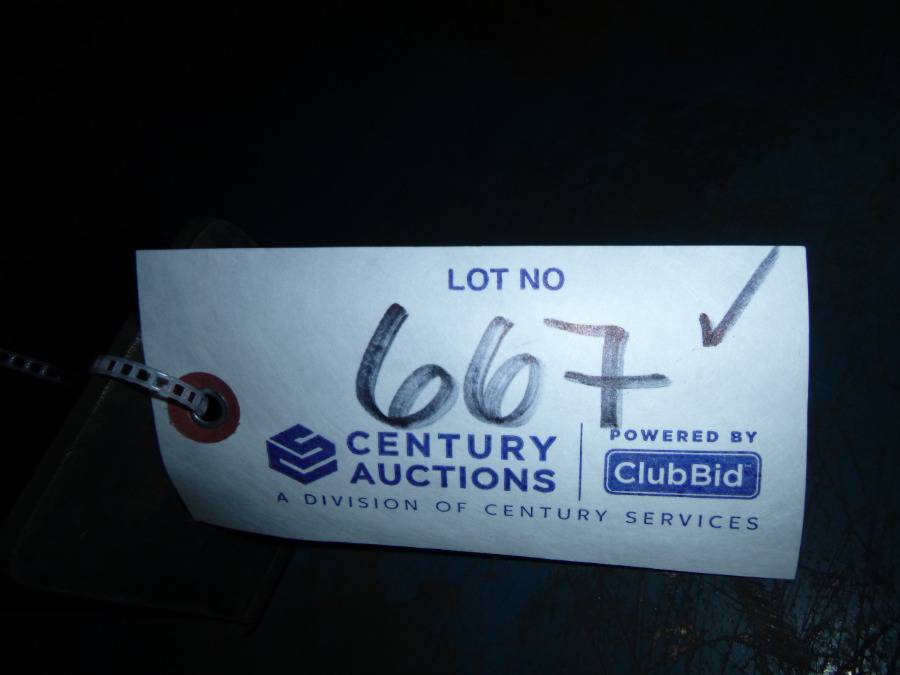 LOT NO
667 ✓
CENTURY
AUCTIONS
A DIVISION OF CENTURY SERVICES
POWERED BY
ClubBid